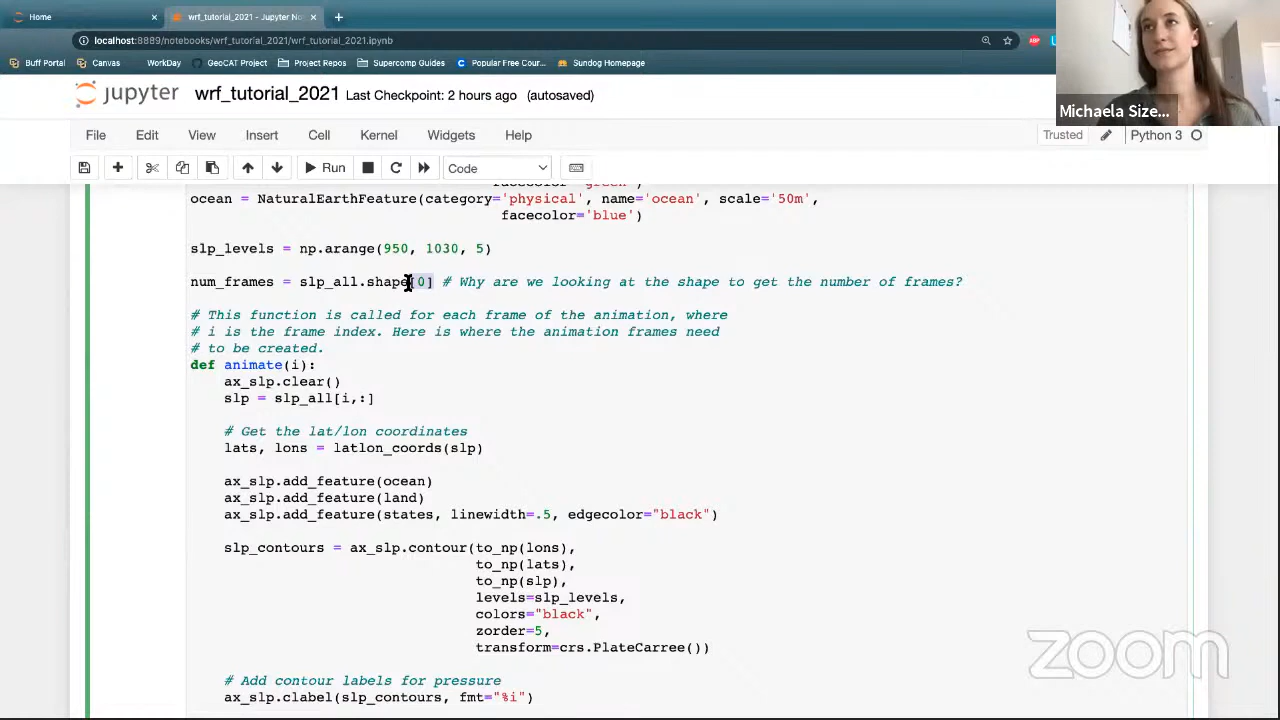 Home
wrf_tutorial_2021 - Jupyter No
localhost:8889/notebooks/wrf_tutorial_2021/wrf_tutorial_2021.ipynb
Buff Portal Canvas WorkDay GeoCAT Project Project Repos Supercomp Guides Popular Free Cour... Sundog Homepage
jupyter wrf_tutorial_2021 Last Checkpoint: 2 hours ago (autosaved)
Michaela Size...
File Edit View Insert Cell Kernel Widgets Help Trusted Python 3
Run Code
ocean = NaturalEarthFeature(category='physical', name='ocean', scale='50m',
facecolor='blue')
slp_levels = np.arange(950, 1030, 5)
num_frames = slp_all.shape[0] # Why are we looking at the shape to get the number of frames?
# This function is called for each frame of the animation, where
# i is the frame index. Here is where the animation frames need
# to be created.
def animate(i):
ax_slp.clear()
slp = slp_all[i,:]
# Get the lat/lon coordinates
lats, lons = latlon_coords(slp)
ax_slp.add_feature(ocean)
ax_slp.add_feature(land)
ax_slp.add_feature(states, linewidth=.5, edgecolor="black")
slp_contours = ax_slp.contour(to_np(lons),
to_np(lats),
to_np(slp),
levels=slp_levels,
colors="black",
zorder=5,
transform=crs.PlateCarree())
# Add contour labels for pressure
ax_slp.clabel(slp_contours, fmt="%i")
zoom